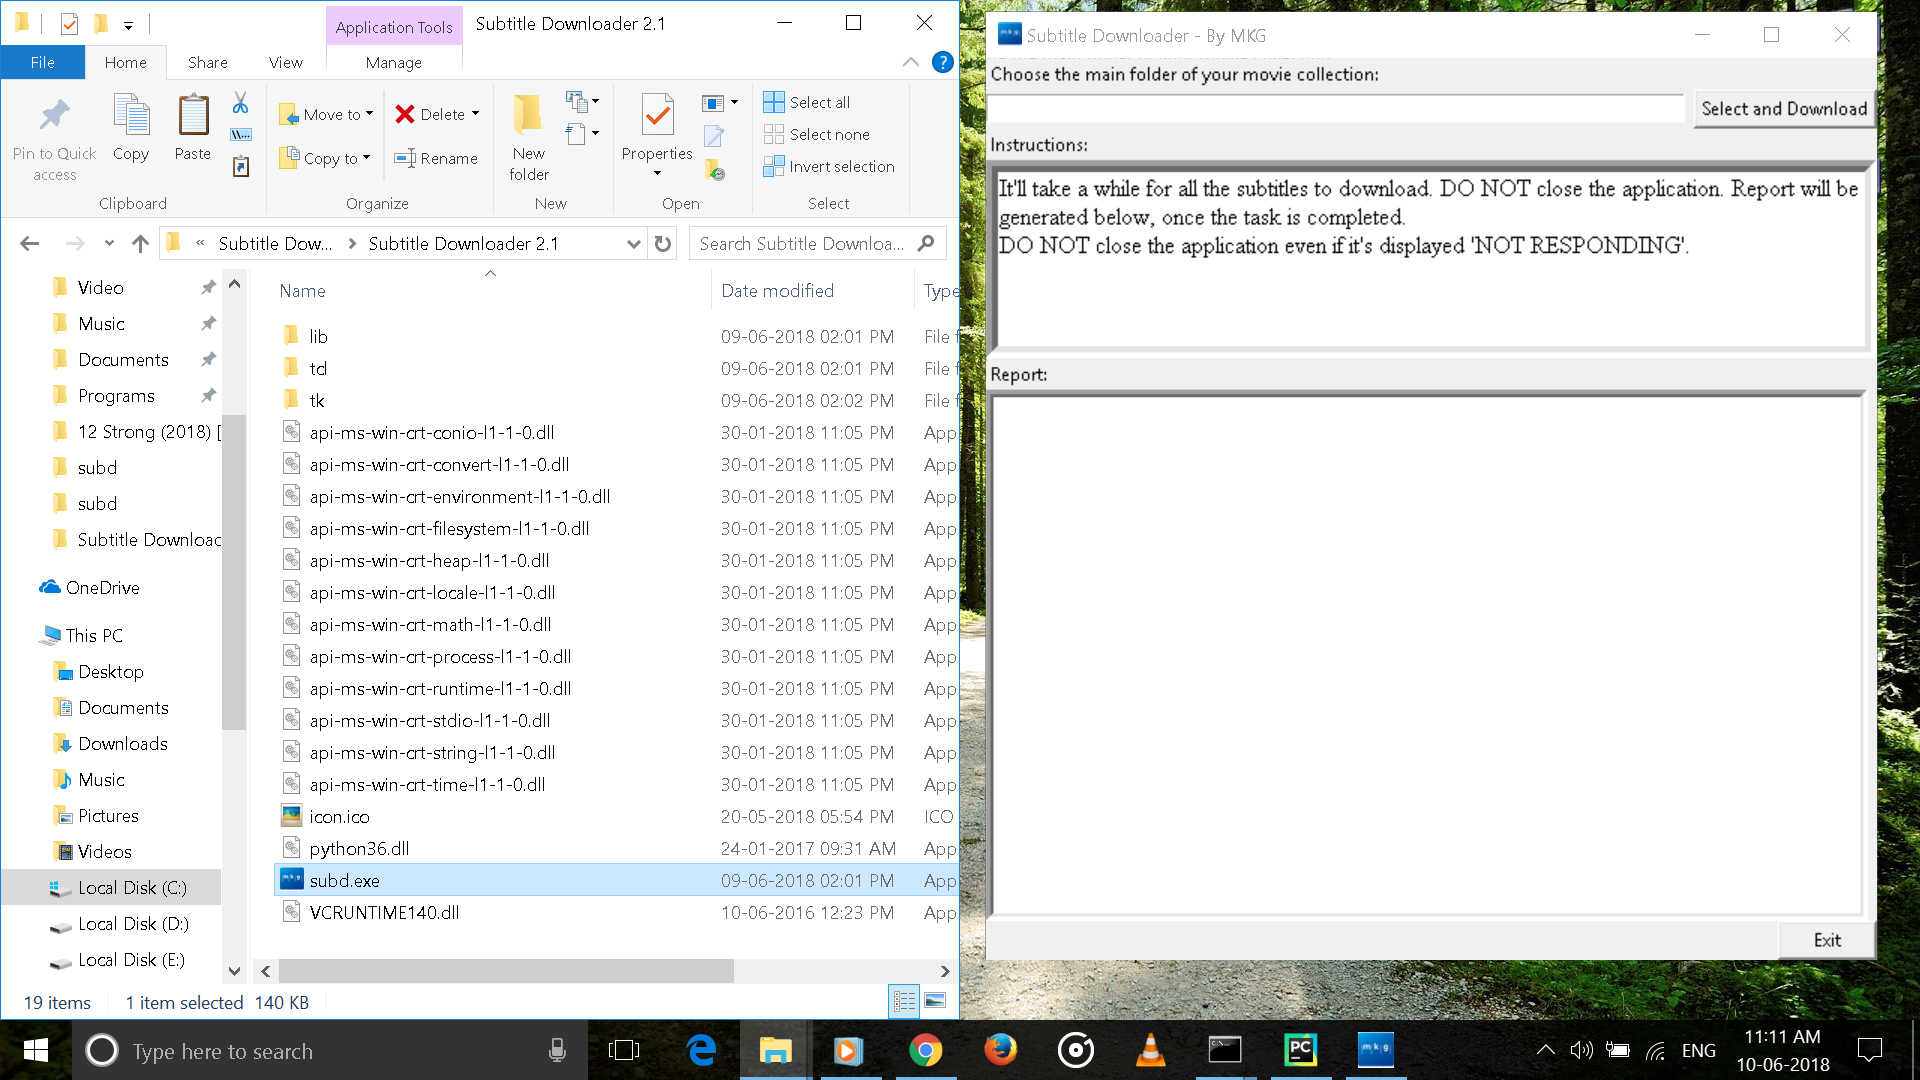 Application Tools
Subtitle Downloader 2.1
File
Home
Share
View
Manage
Pin to Quick
access
Copy
Paste
Move to
Copy to
Delete
Rename
New
folder
Properties
Select all
Select none
Invert selection
Clipboard
Organize
New
Open
Select
« Subtitle Dow... > Subtitle Downloader 2.1
Search Subtitle Downloa...
Video
Music
Documents
Programs
12 Strong (2018) [
subd
subd
Subtitle Downloac
OneDrive
This PC
Desktop
Documents
Downloads
Music
Pictures
Videos
Local Disk (C:)
Local Disk (D:)
Local Disk (E:)
Name Date modified Type
lib 09-06-2018 02:01 PM File f
tcl 09-06-2018 02:01 PM File f
tk 09-06-2018 02:02 PM File f
api-ms-win-crt-conio-l1-1-0.dll 30-01-2018 11:05 PM App
api-ms-win-crt-convert-l1-1-0.dll 30-01-2018 11:05 PM App
api-ms-win-crt-environment-l1-1-0.dll 30-01-2018 11:05 PM App
api-ms-win-crt-filesystem-l1-1-0.dll 30-01-2018 11:05 PM App
api-ms-win-crt-heap-l1-1-0.dll 30-01-2018 11:05 PM App
api-ms-win-crt-locale-l1-1-0.dll 30-01-2018 11:05 PM App
api-ms-win-crt-math-l1-1-0.dll 30-01-2018 11:05 PM App
api-ms-win-crt-process-l1-1-0.dll 30-01-2018 11:05 PM App
api-ms-win-crt-runtime-l1-1-0.dll 30-01-2018 11:05 PM App
api-ms-win-crt-stdio-l1-1-0.dll 30-01-2018 11:05 PM App
api-ms-win-crt-string-l1-1-0.dll 30-01-2018 11:05 PM App
api-ms-win-crt-time-l1-1-0.dll 30-01-2018 11:05 PM App
icon.ico 20-05-2018 05:54 PM ICO
python36.dll 24-01-2017 09:31 AM App
subd.exe 09-06-2018 02:01 PM App
VCRUNTIME140.dll 10-06-2016 12:23 PM App
19 items 1 item selected 140 KB
Subtitle Downloader - By MKG
Choose the main folder of your movie collection:
Select and Download
Instructions:
It'll take a while for all the subtitles to download. DO NOT close the application. Report will be
generated below, once the task is completed.
DO NOT close the application even if it's displayed 'NOT RESPONDING'.
Report:
Exit
Type here to search
PC
mkg
ENG
11:11 AM
10-06-2018